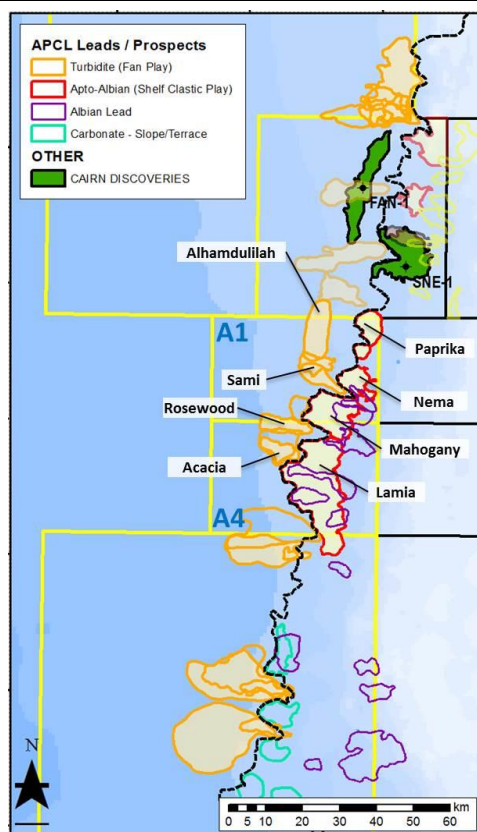 APCL Leads / Prospects
Turbidite (Fan Play)
Apto-Albian (Shelf Clastic Play)
Albian Lead
Carbonate - Slope/Terrace
OTHER
CAIRN DISCOVERIES
FAN-1
Alhamdulilah
SNE-1
A1
Paprika
Sami
Nema
Rosewood
Mahogany
Acacia
Lamia
A4
N
km
0 5 10 20 30 40 50 60